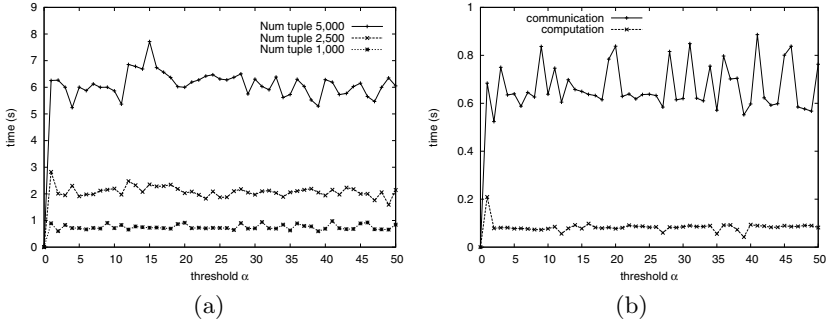 9
8
7
6
5
4
3
2
1
0
time (s)
0 5 10 15 20 25 30 35 40 45 50
threshold α
Num tuple 5,000
Num tuple 2,500
Num tuple 1,000
(a)
1
0.8
0.6
0.4
0.2
0
time (s)
0 5 10 15 20 25 30 35 40 45 50
threshold α
communication
computation
(b)